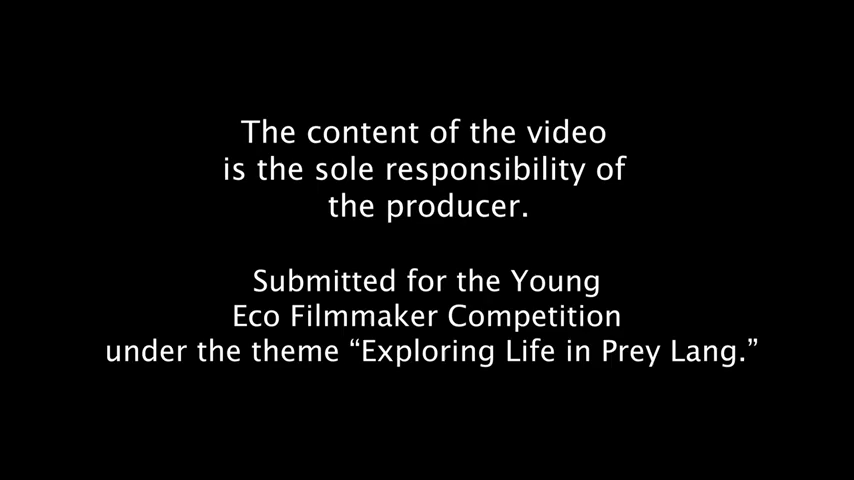 The content of the video
is the sole responsibility of
the producer.
Submitted for the Young
Eco Filmmaker Competition
under the theme “Exploring Life in Prey Lang.”